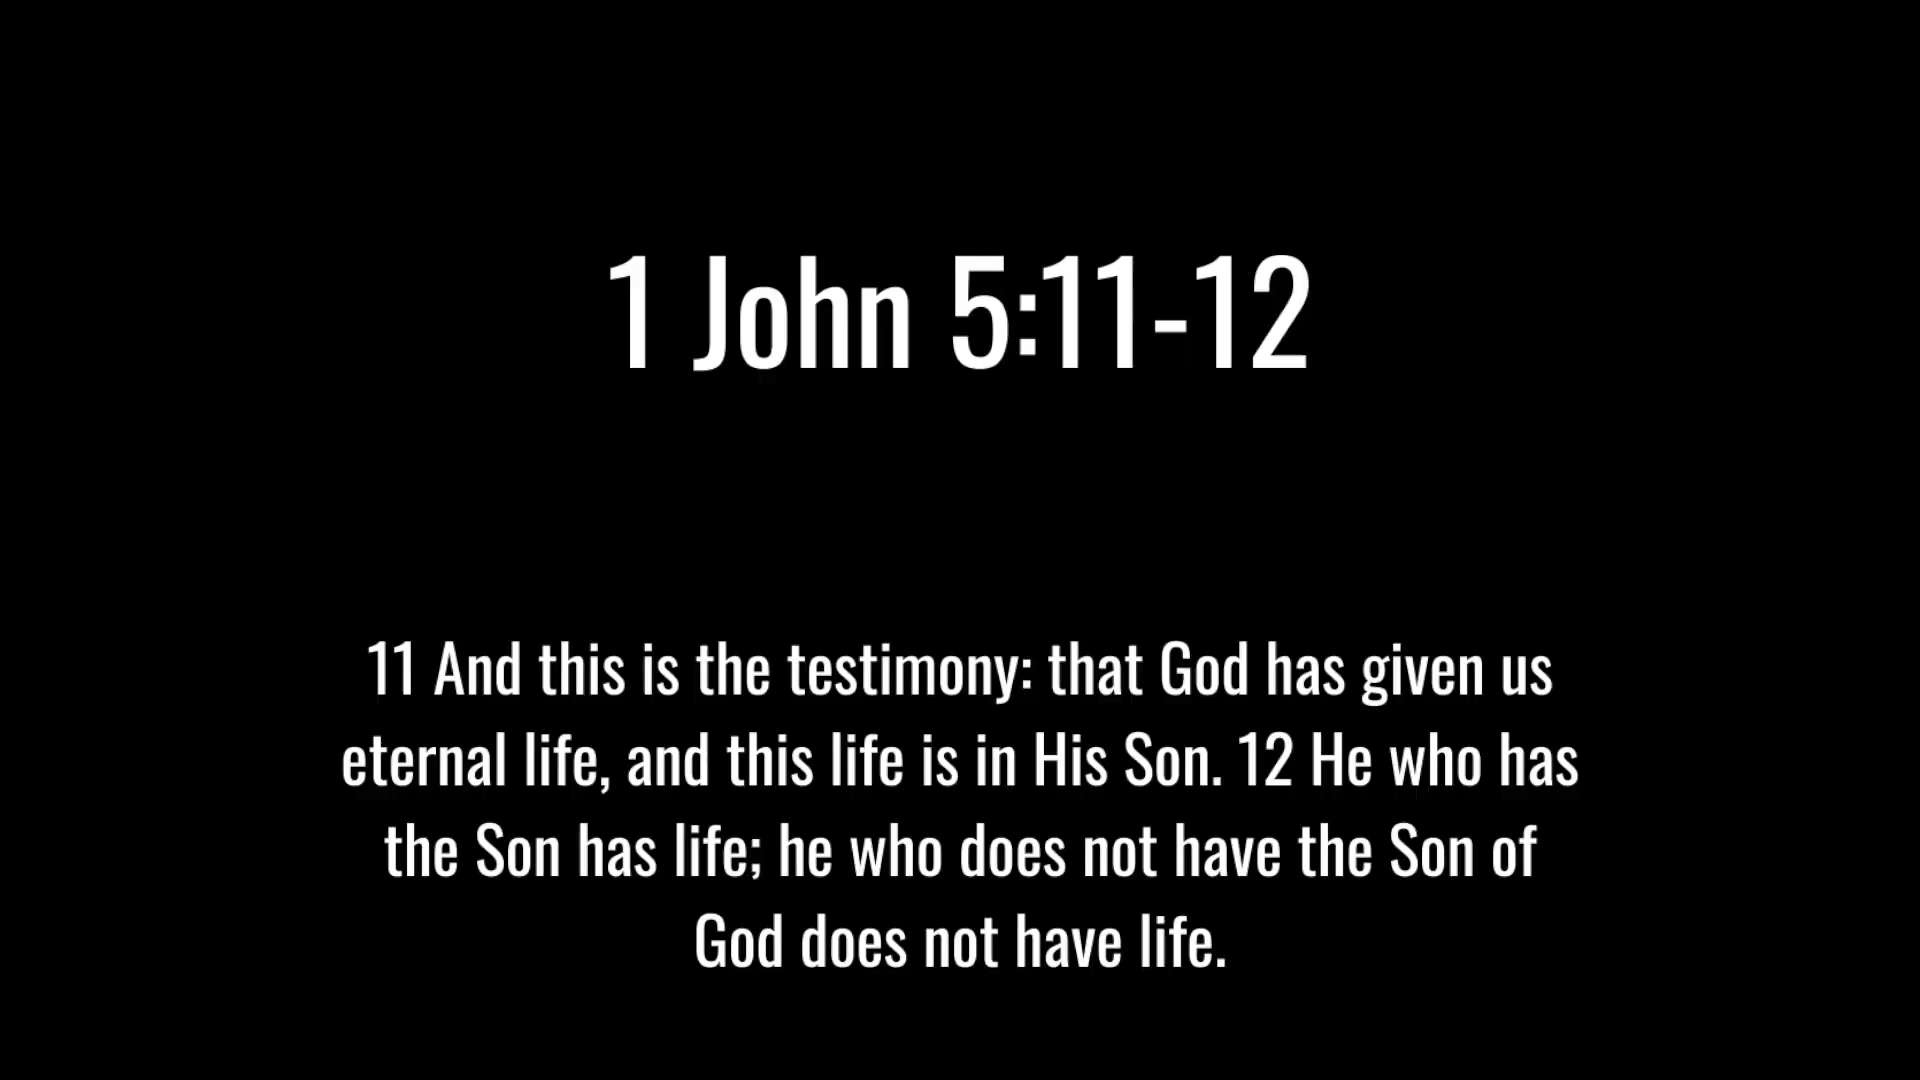 1 John 5:11-12
11 And this is the testimony: that God has given us
eternal life, and this life is in His Son. 12 He who has
the Son has life; he who does not have the Son of
God does not have life.